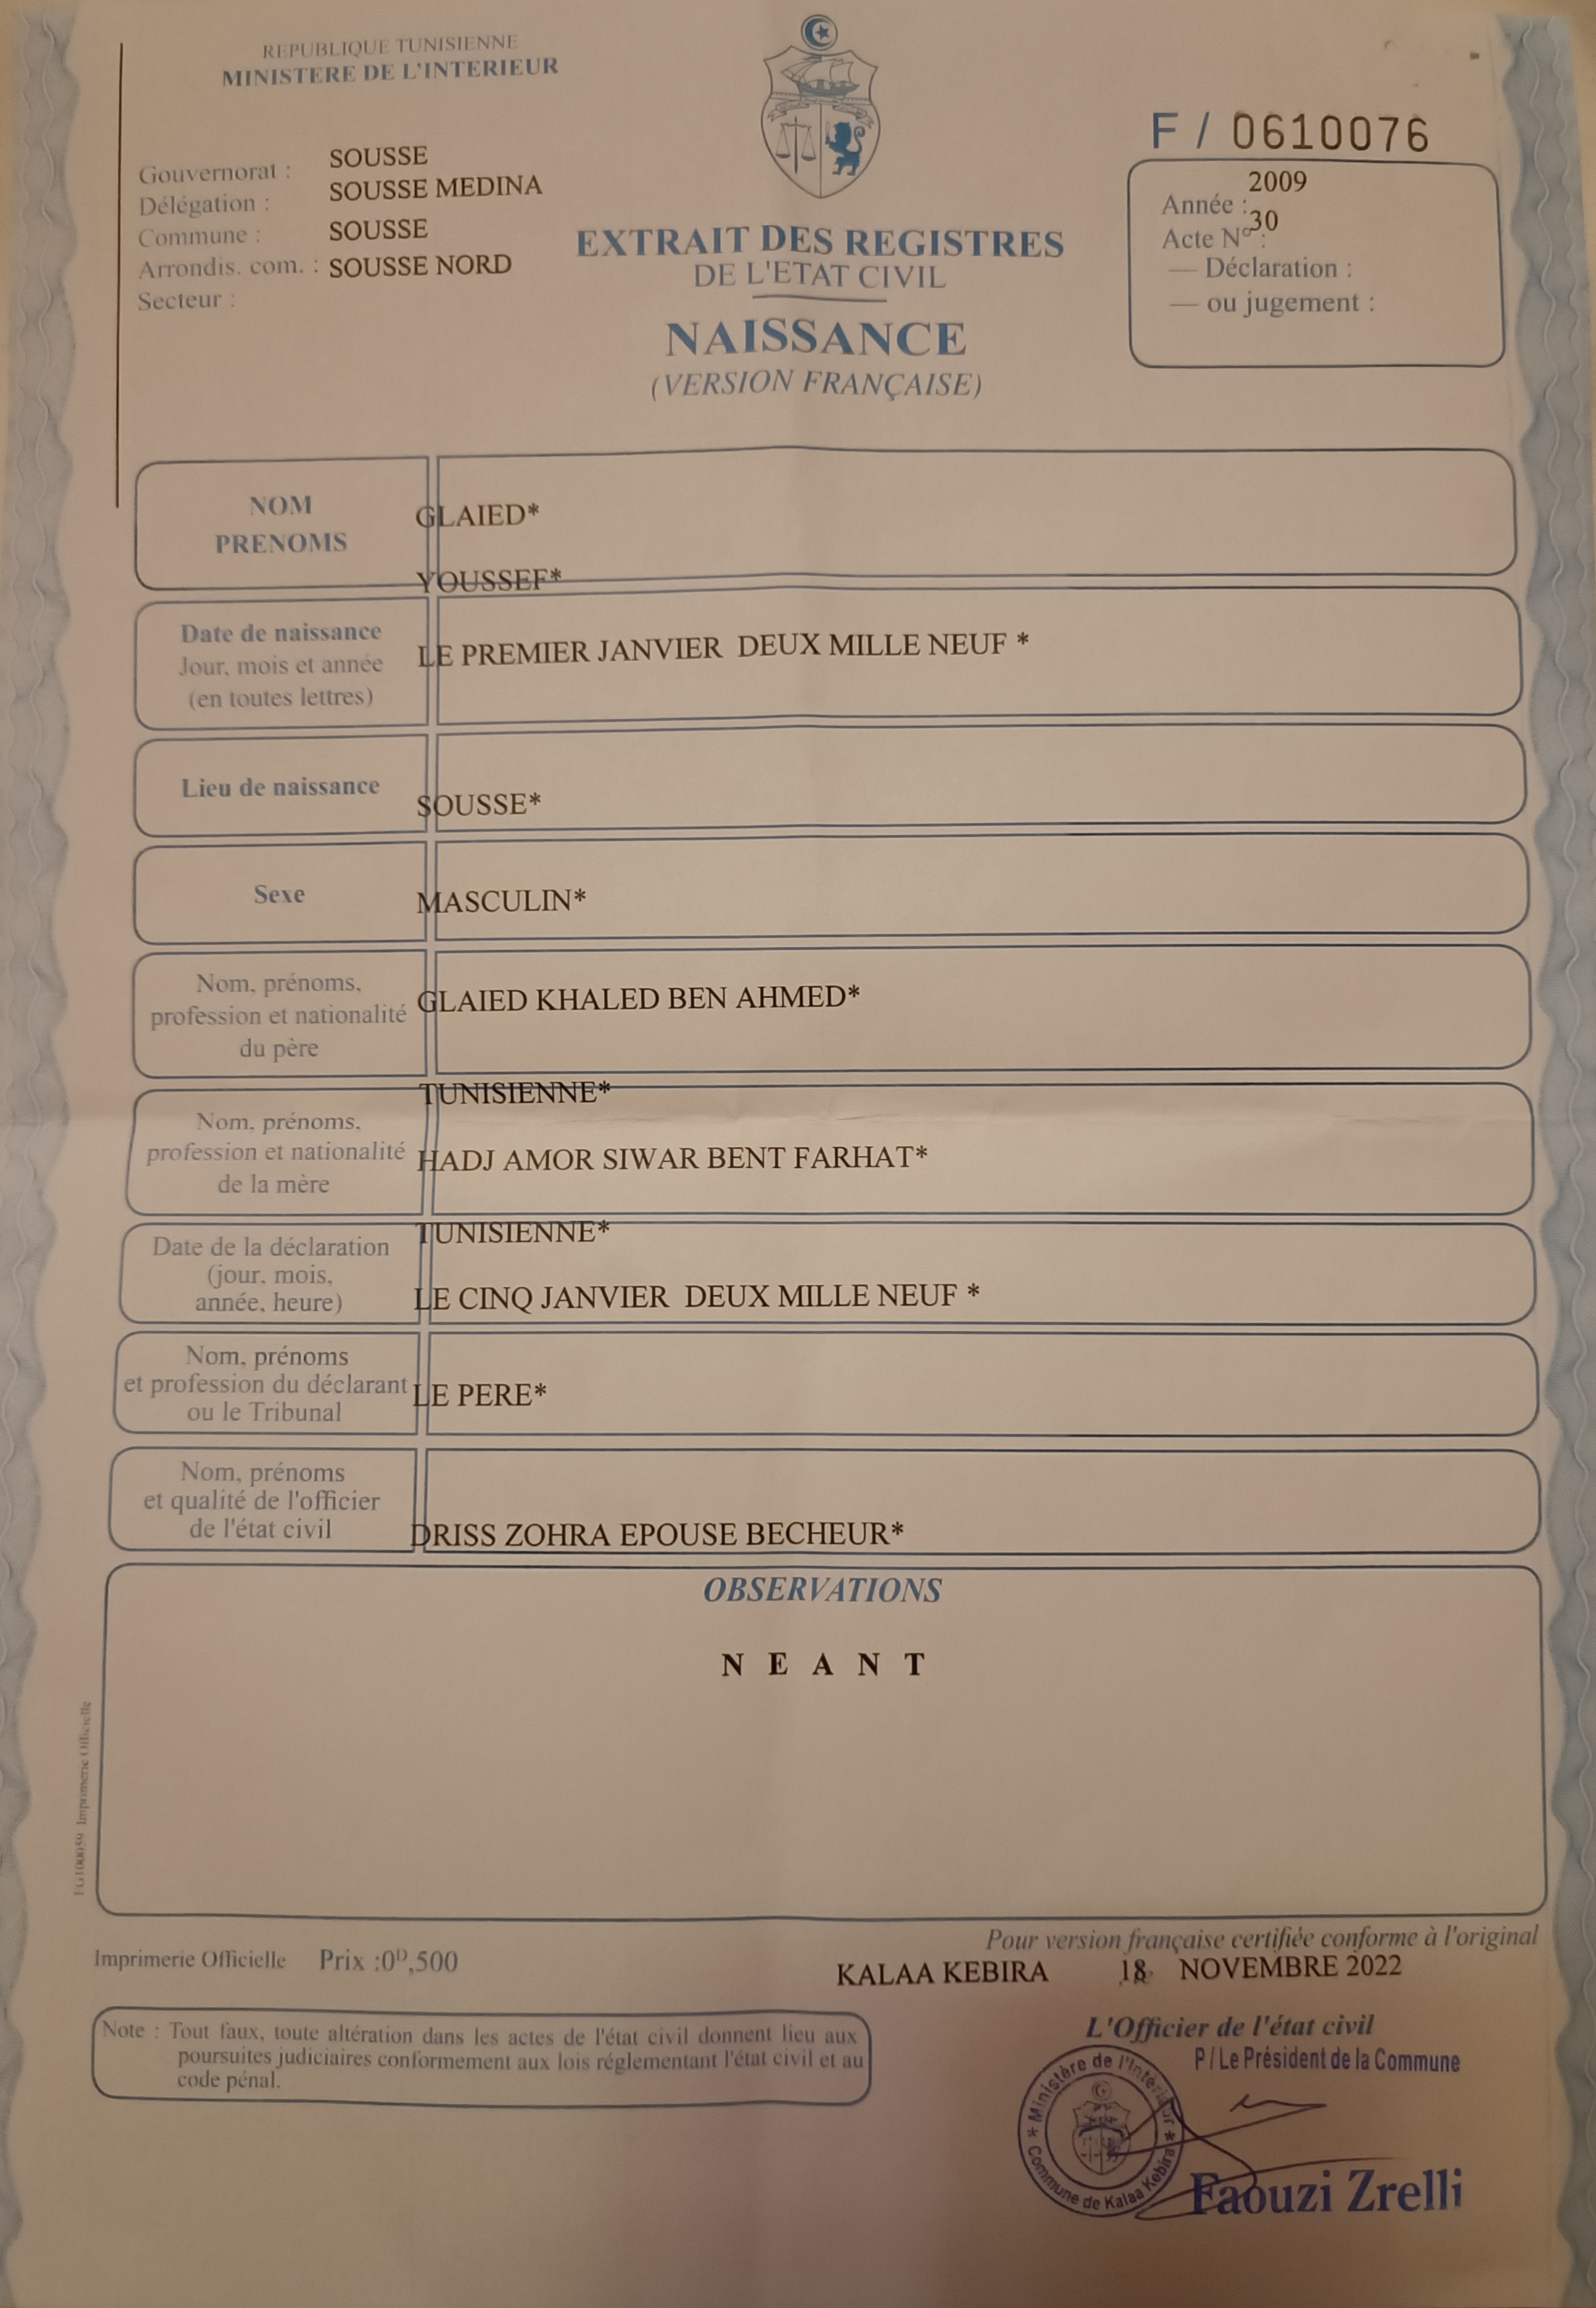 REPUBLIQUE TUNISIENNE
MINISTERE DE L'INTERIEUR
Gouvernorat : SOUSSE
Délégation : SOUSSE MEDINA
Commune : SOUSSE
Arrondis. com. : SOUSSE NORD
Secteur :
EXTRAIT DES REGISTRES
DE L'ETAT CIVIL
NAISSANCE
(VERSION FRANÇAISE)
F / 0610076
Année : 2009
Acte N° : 30
— Déclaration :
— ou jugement :
NOM
PRENOMS
GLAIED*
YOUSSEF*
Date de naissance
Jour, mois et année
(en toutes lettres)
LE PREMIER JANVIER DEUX MILLE NEUF *
Lieu de naissance
SOUSSE*
Sexe
MASCULIN*
Nom, prénoms,
profession et nationalité
du père
GLAIED KHALED BEN AHMED*
TUNISIENNE*
Nom, prénoms,
profession et nationalité
de la mère
HADJ AMOR SIWAR BENT FARHAT*
TUNISIENNE*
Date de la déclaration
(jour, mois,
année, heure)
LE CINQ JANVIER DEUX MILLE NEUF *
Nom, prénoms
et profession du déclarant
ou le Tribunal
LE PERE*
Nom, prénoms
et qualité de l'officier
de l'état civil
DRISS ZOHRA EPOUSE BECHEUR*
OBSERVATIONS
N E A N T
Imprimerie Officielle
Imprimerie Officielle Prix :0ᴰ,500
Pour version française certifiée conforme à l'original
KALAA KEBIRA 18 NOVEMBRE 2022
Note : Tout faux, toute altération dans les actes de l'état civil donnent lieu aux
poursuites judiciaires conformement aux lois réglementant l'état civil et au
code pénal.
L'Officier de l'état civil
P / Le Président de la Commune
* Ministère de l'Intérieur *
Commune de Kalaa Kebira
Faouzi Zrelli